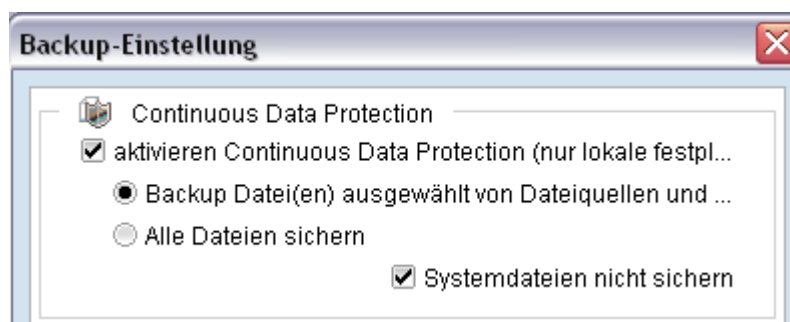 Backup-Einstellung
Continuous Data Protection
aktivieren Continuous Data Protection (nur lokale festpl...
Backup Datei(en) ausgewählt von Dateiquellen und ...
Alle Dateien sichern
Systemdateien nicht sichern